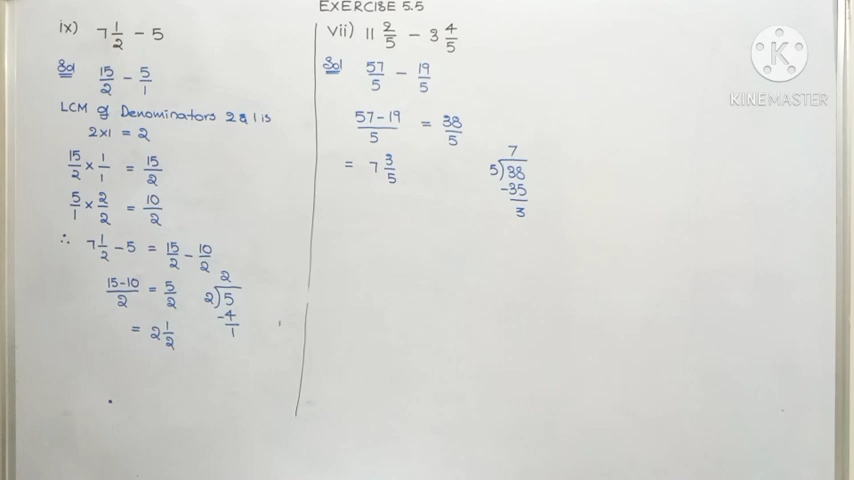 EXERCISE 5.5
ix) 7 1/2 - 5
Sol 15/2 - 5/1
LCM of Denominators 2 & 1 is
2x1 = 2
15/2 x 1/1 = 15/2
5/1 x 2/2 = 10/2
∴ 7 1/2 - 5 = 15/2 - 10/2
15-10/2 = 5/2
= 2 1/2
2
2)5
-4
1
vii) 11 2/5 - 3 4/5
Sol 57/5 - 19/5
57-19/5 = 38/5
= 7 3/5
7
5)38
-35
3
KINEMASTER